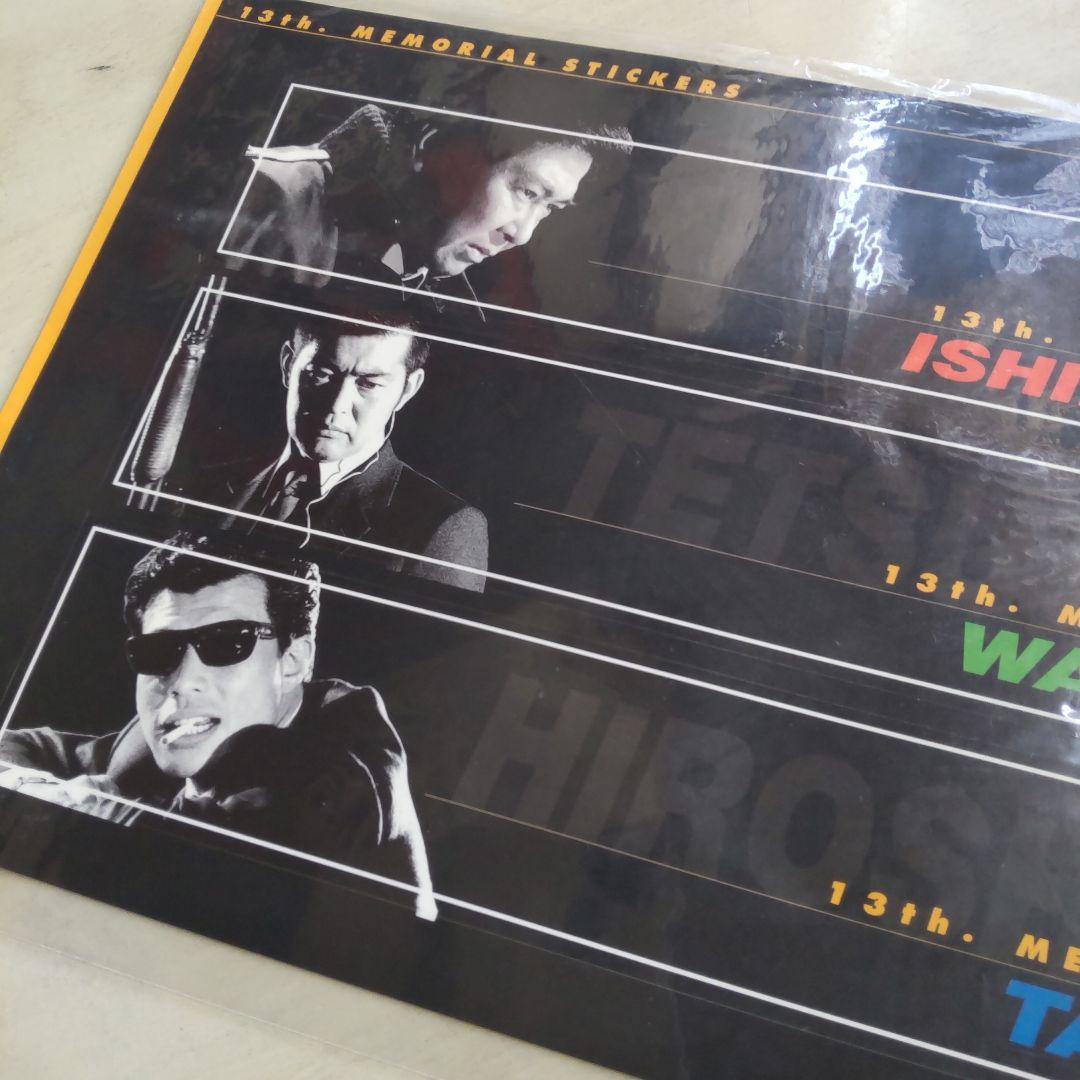 13th. MEMORIAL STICKERS
13th.
ISHI
TETS
13th. M
WA
HIROS
13th. ME
TA